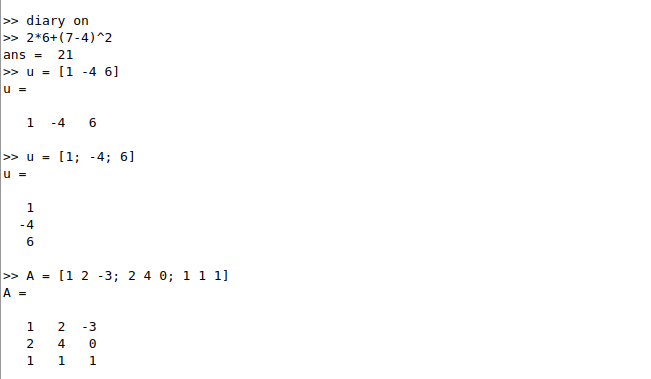 >> diary on
>> 2*6+(7-4)^2
ans =  21
>> u = [1 -4 6]
u =
   1  -4   6
>> u = [1; -4; 6]
u =
   1
  -4
   6
>> A = [1 2 -3; 2 4 0; 1 1 1]
A =
   1   2  -3
   2   4   0
   1   1   1